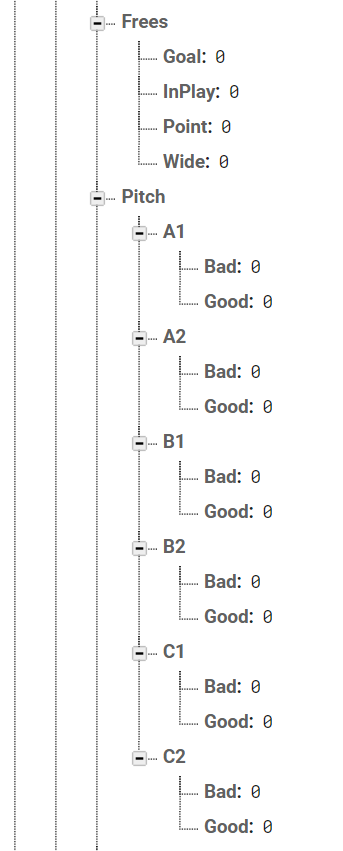 Frees
Goal: 0
InPlay: 0
Point: 0
Wide: 0
Pitch
A1
Bad: 0
Good: 0
A2
Bad: 0
Good: 0
B1
Bad: 0
Good: 0
B2
Bad: 0
Good: 0
C1
Bad: 0
Good: 0
C2
Bad: 0
Good: 0